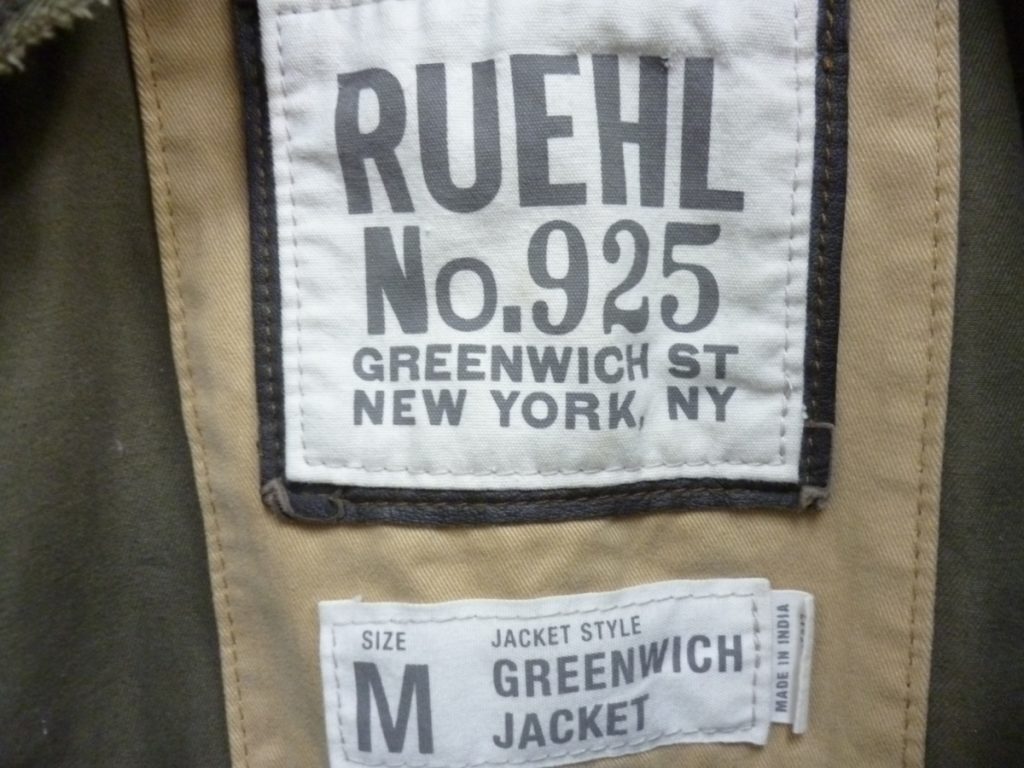 RUEHL
No.925
GREENWICH ST
NEW YORK, NY
SIZE
M
JACKET STYLE
GREENWICH
JACKET
MADE IN INDIA